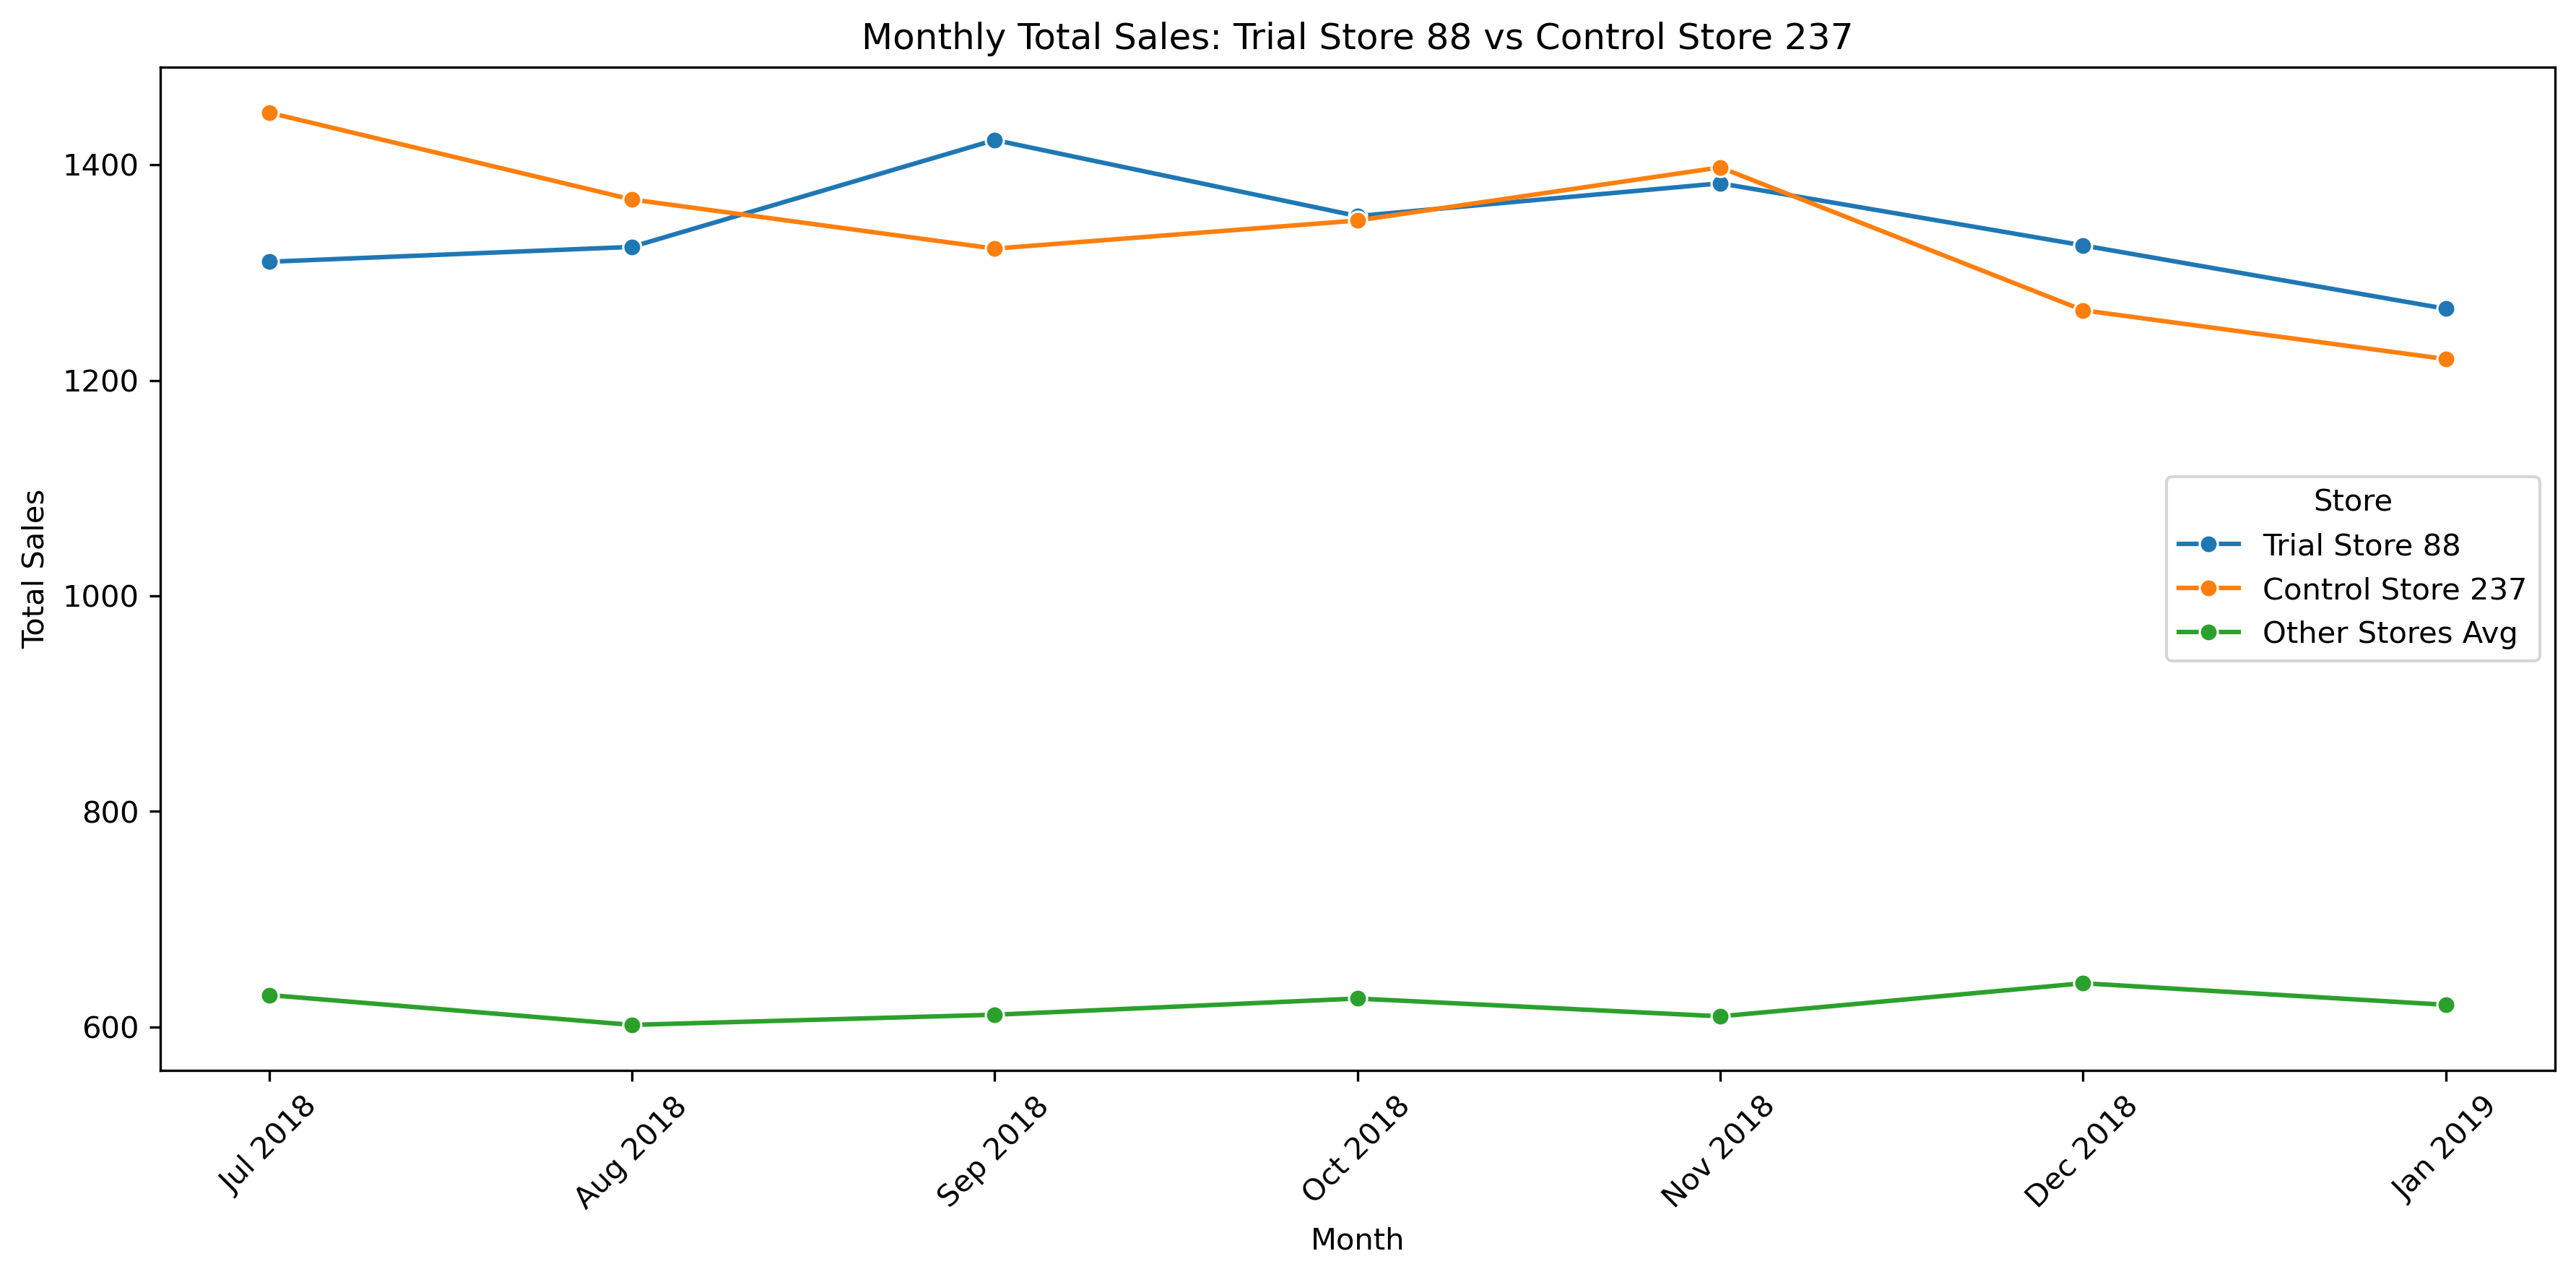 Monthly Total Sales: Trial Store 88 vs Control Store 237
Total Sales
1400
1200
1000
800
600
Store
Trial Store 88
Control Store 237
Other Stores Avg
Jul 2018
Aug 2018
Sep 2018
Oct 2018
Nov 2018
Dec 2018
Jan 2019
Month